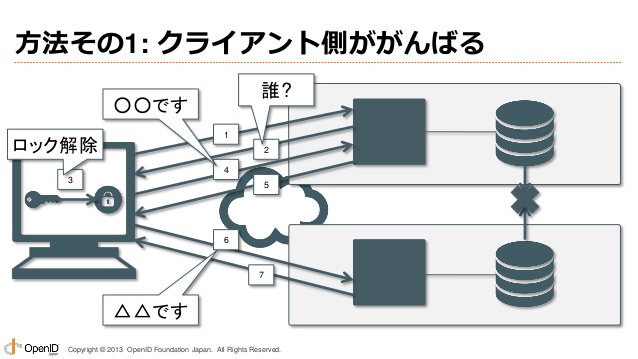 方法その1: クライアント側ががんばる
誰?
〇〇です
ロック解除
1
2
3
4
5
6
7
△△です
OpenID
Japan
Copyright © 2013 OpenID Foundation Japan. All Rights Reserved.